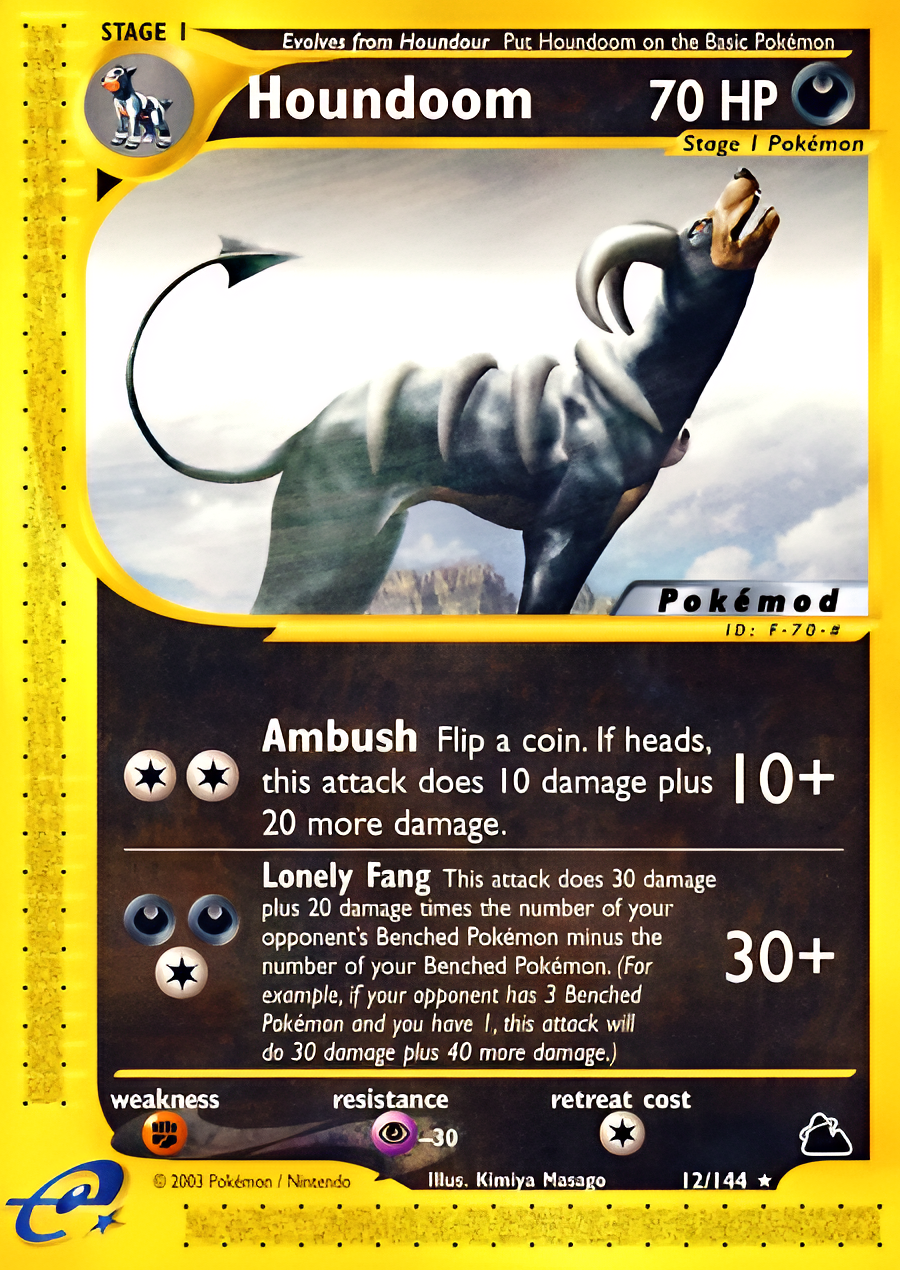 STAGE 1
Evolves from Houndour Put Houndoom on the Basic Pokémon
Houndoom 70 HP
Stage 1 Pokémon
Pokémod
ID: F-70-#
Ambush Flip a coin. If heads,
this attack does 10 damage plus
20 more damage.
10+
Lonely Fang This attack does 30 damage
plus 20 damage times the number of your
opponent's Benched Pokémon minus the
number of your Benched Pokémon. (For
example, if your opponent has 3 Benched
Pokémon and you have 1, this attack will
do 30 damage plus 40 more damage.)
30+
weakness resistance retreat cost
-30
© 2003 Pokémon / Nintendo Illus. Kimiya Masago 12/144 ★
e